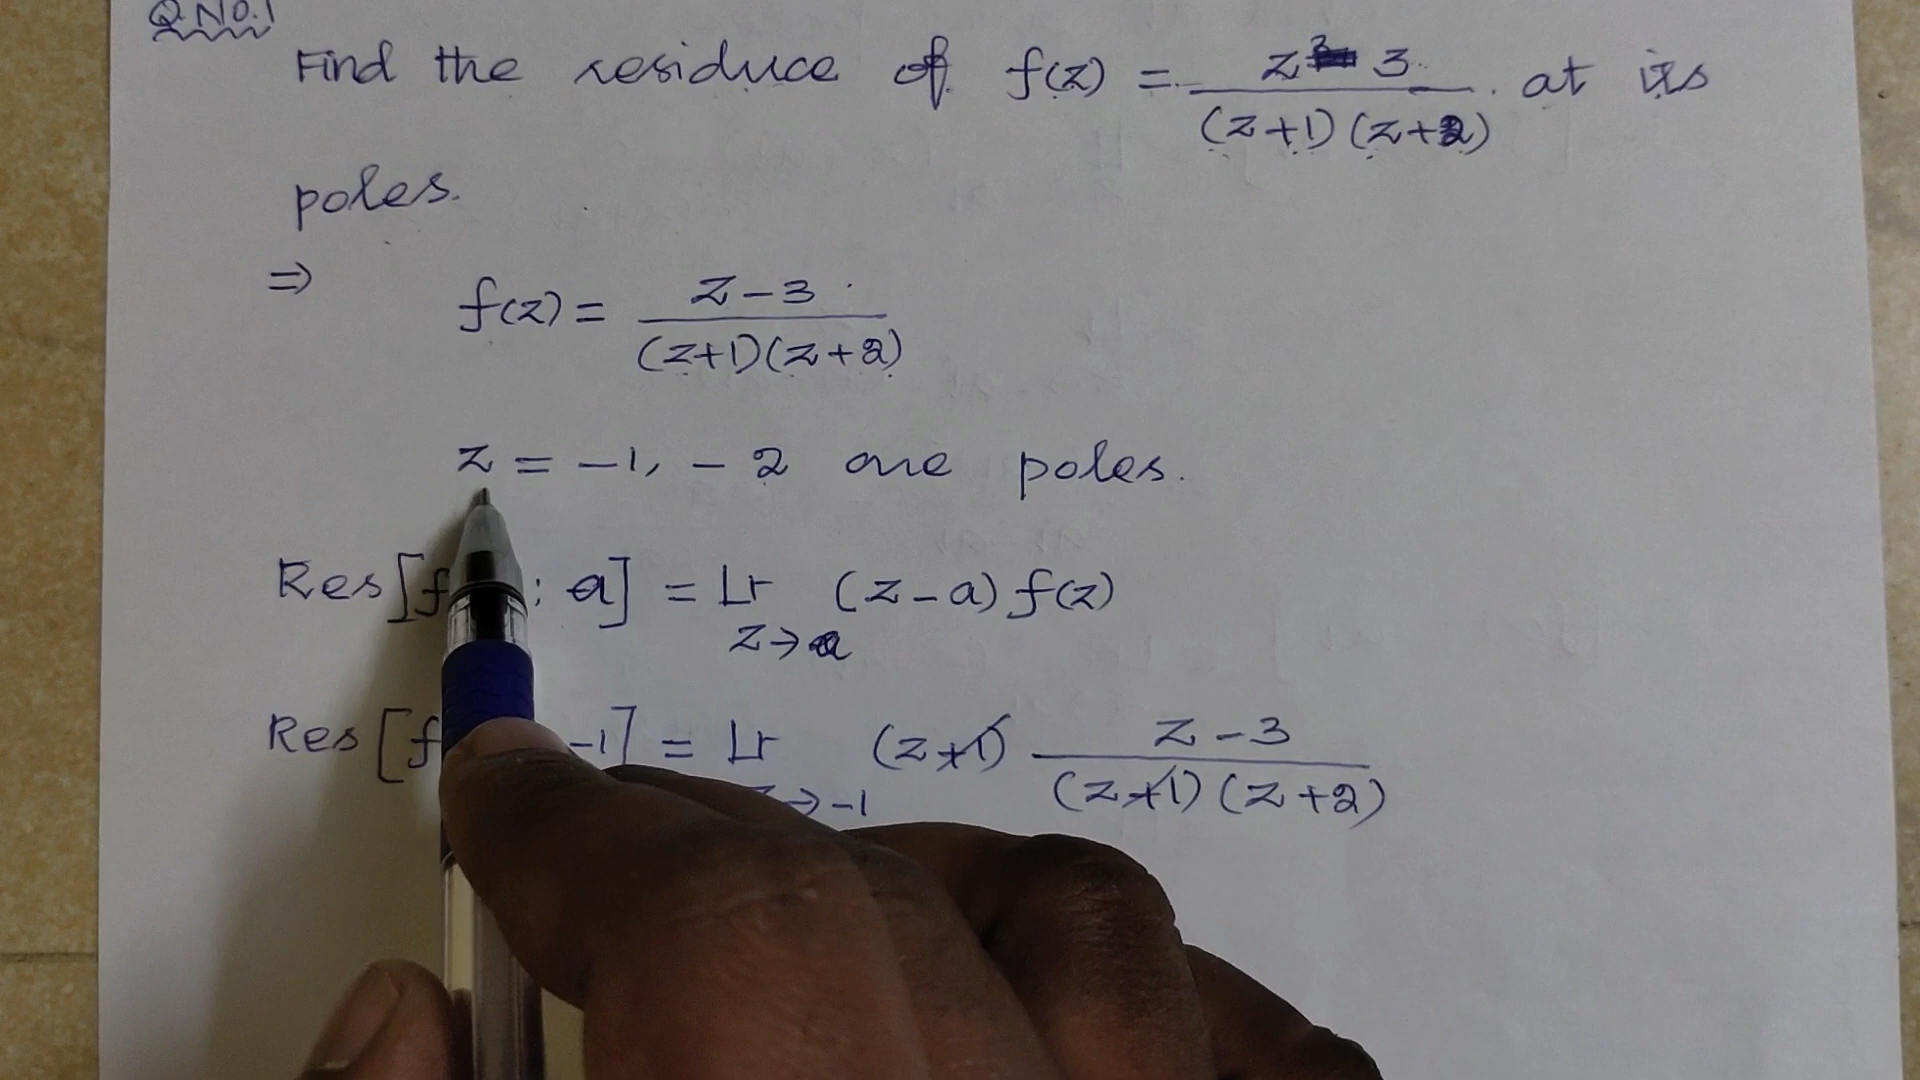 Q.No.1
Find the residuce of f(z) = z - 3 / (z+1)(z+2) at its
poles.
⇒ f(z) = z-3 / (z+1)(z+2)
z = -1, -2 are poles.
Res[f : a] = Lt z→a (z-a) f(z)
Res[f -1] = Lt z→-1 (z+1) z-3 / (z+1)(z+2)